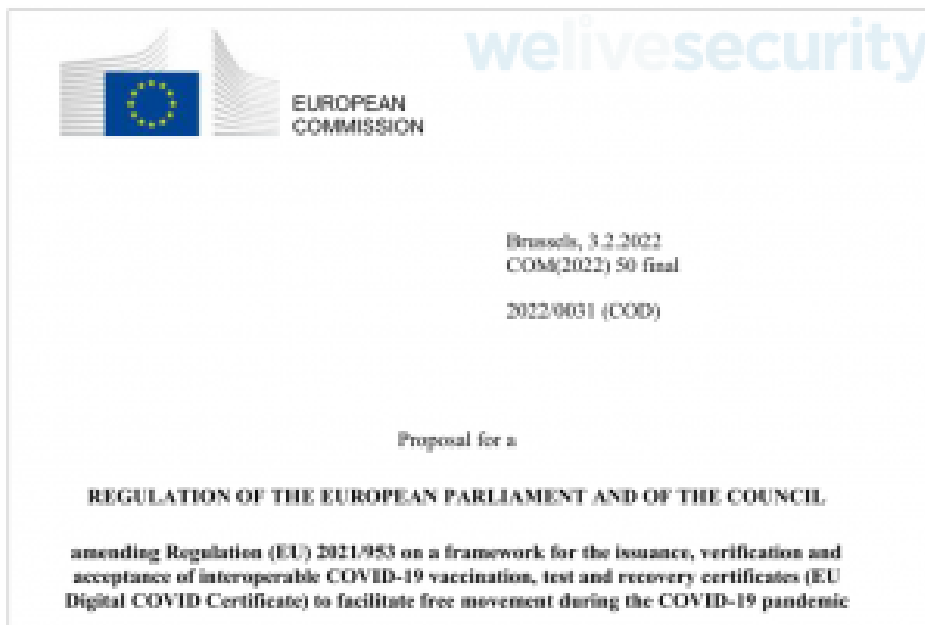 welivesecurity
EUROPEAN
COMMISSION
Brussels, 3.2.2022
COM(2022) 50 final
2022/0031 (COD)
Proposal for a
REGULATION OF THE EUROPEAN PARLIAMENT AND OF THE COUNCIL
amending Regulation (EU) 2021/953 on a framework for the issuance, verification and
acceptance of interoperable COVID-19 vaccination, test and recovery certificates (EU
Digital COVID Certificate) to facilitate free movement during the COVID-19 pandemic